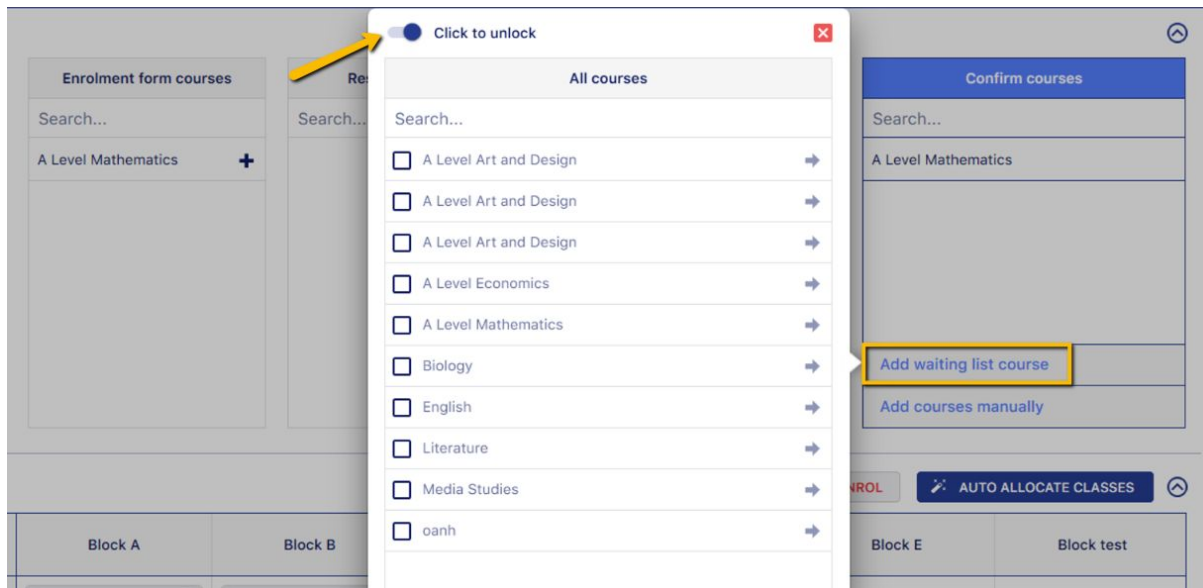 Click to unlock
Enrolment form courses
Re
All courses
Confirm courses
Search...
Search...
Search...
Search...
A Level Mathematics
A Level Art and Design
A Level Mathematics
A Level Art and Design
A Level Art and Design
A Level Economics
A Level Mathematics
Biology
Add waiting list course
English
Add courses manually
Literature
Media Studies
NROL
AUTO ALLOCATE CLASSES
oanh
Block A
Block B
Block E
Block test